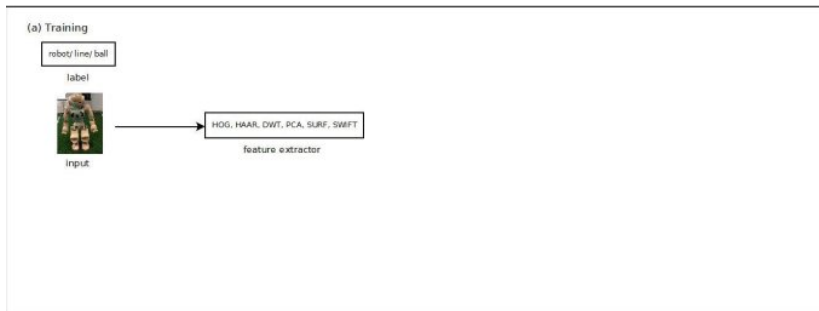 (a) Training
robot/ line/ ball
label
HOG, HAAR, DWT, PCA, SURF, SWIFT
feature extractor
input